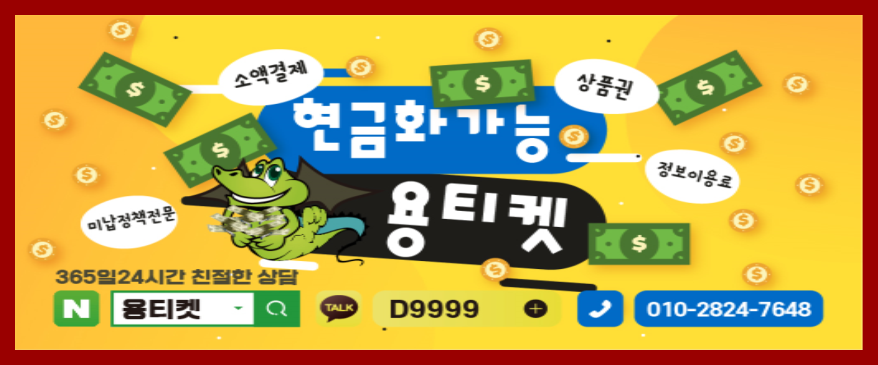 소액결제
상품권
현금화가능
정보이용료
미납정책전문
용티켓
365일24시간 친절한 상담
N 용티켓
TALK D9999
010-2824-7648